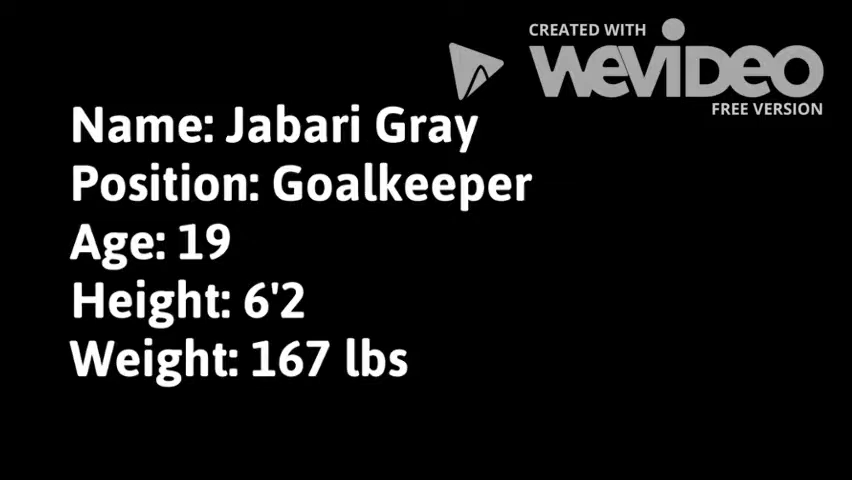 CREATED WITH
WEVIDEO
FREE VERSION
Name: Jabari Gray
Position: Goalkeeper
Age: 19
Height: 6'2
Weight: 167 lbs